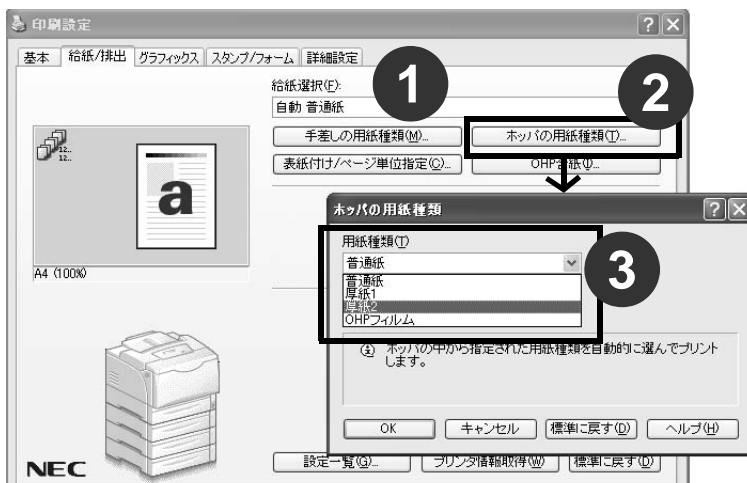 印刷設定
基本 給紙/排出 グラフィックス スタンプ/フォーム 詳細設定
1
2
給紙選択(F):
自動 普通紙
手差しの用紙種類(M)...
ホッパの用紙種類(T)...
表紙付け/ページ単位指定(C)...
OHP合紙(I)...
12..
12..
a
A4 (100%)
ホッパの用紙種類
用紙種類(T)
3
普通紙
普通紙
厚紙1
厚紙2
OHPフィルム
ホッパの中から指定された用紙種類を自動的に選んでプリント
します。
OK キャンセル 標準に戻す(D) ヘルプ(H)
NEC
設定一覧(G)... プリンタ情報取得(W) 標準に戻す(D)